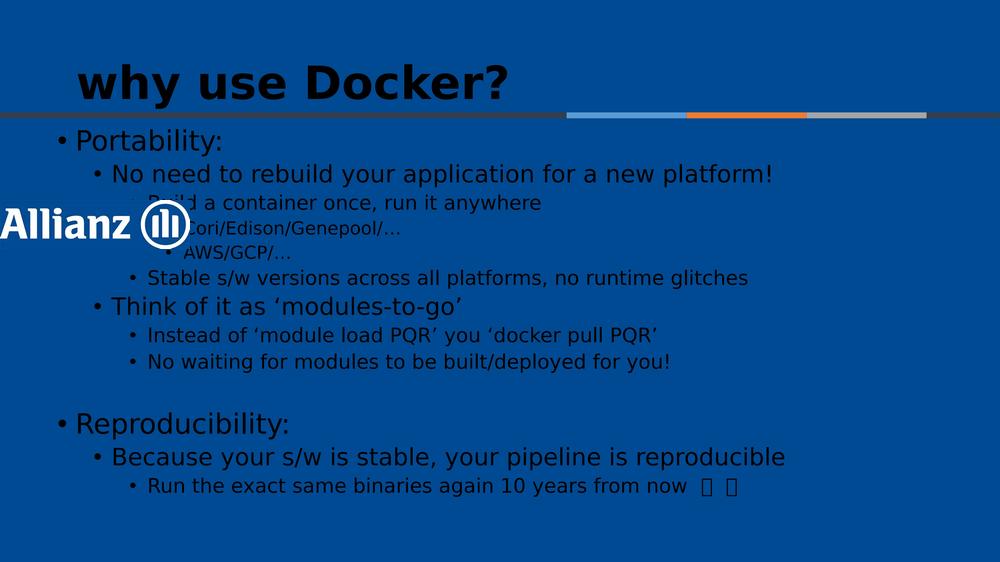 why use Docker?
• Portability:
• No need to rebuild your application for a new platform!
• Build a container once, run it anywhere
Allianz
Cori/Edison/Genepool/…
• AWS/GCP/…
• Stable s/w versions across all platforms, no runtime glitches
• Think of it as ‘modules-to-go’
• Instead of ‘module load PQR’ you ‘docker pull PQR’
• No waiting for modules to be built/deployed for you!
• Reproducibility:
• Because your s/w is stable, your pipeline is reproducible
• Run the exact same binaries again 10 years from now